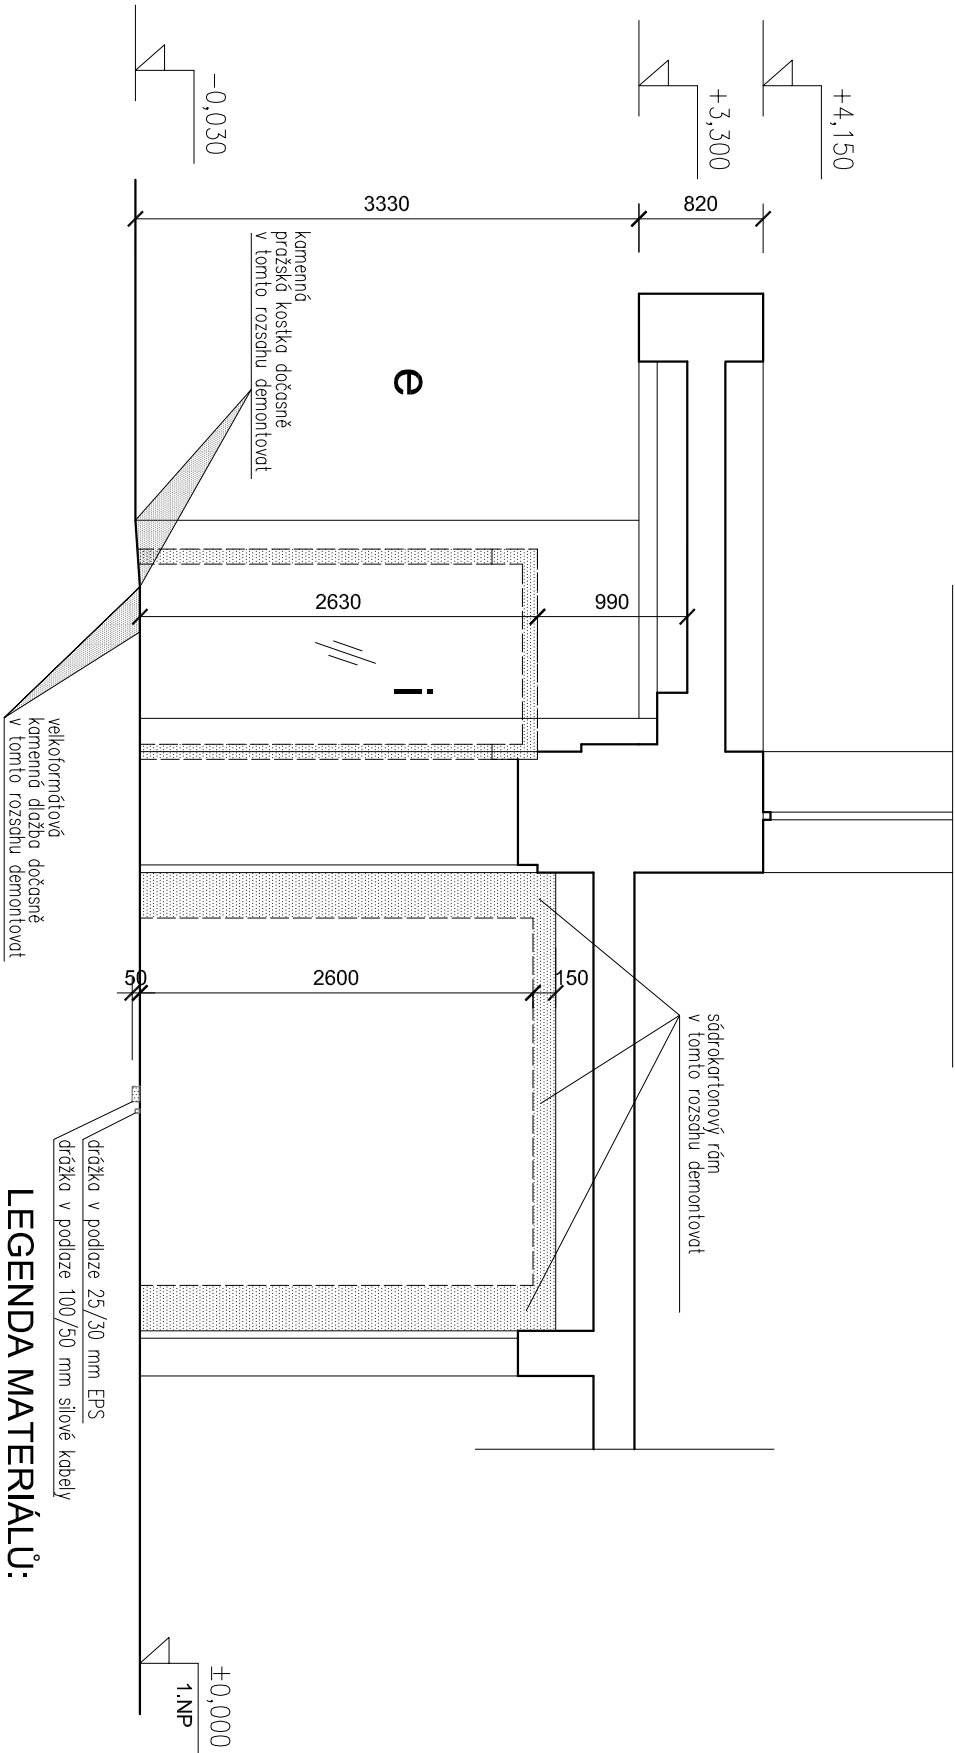 +4,150
+3,300
-0,030
820
3330
kamenná
pražská kostka dočasně
v tomto rozsahu demontovat
e
990
2630
i
velkoformátová
kamenná dlažba dočasně
v tomto rozsahu demontovat
150
2600
50
sádrokartonový rám
v tomto rozsahu demontovat
drážka v podlaze 25/30 mm EPS
drážka v podlaze 100/50 mm silové kabely
LEGENDA MATERIÁLŮ:
±0,000
1.NP